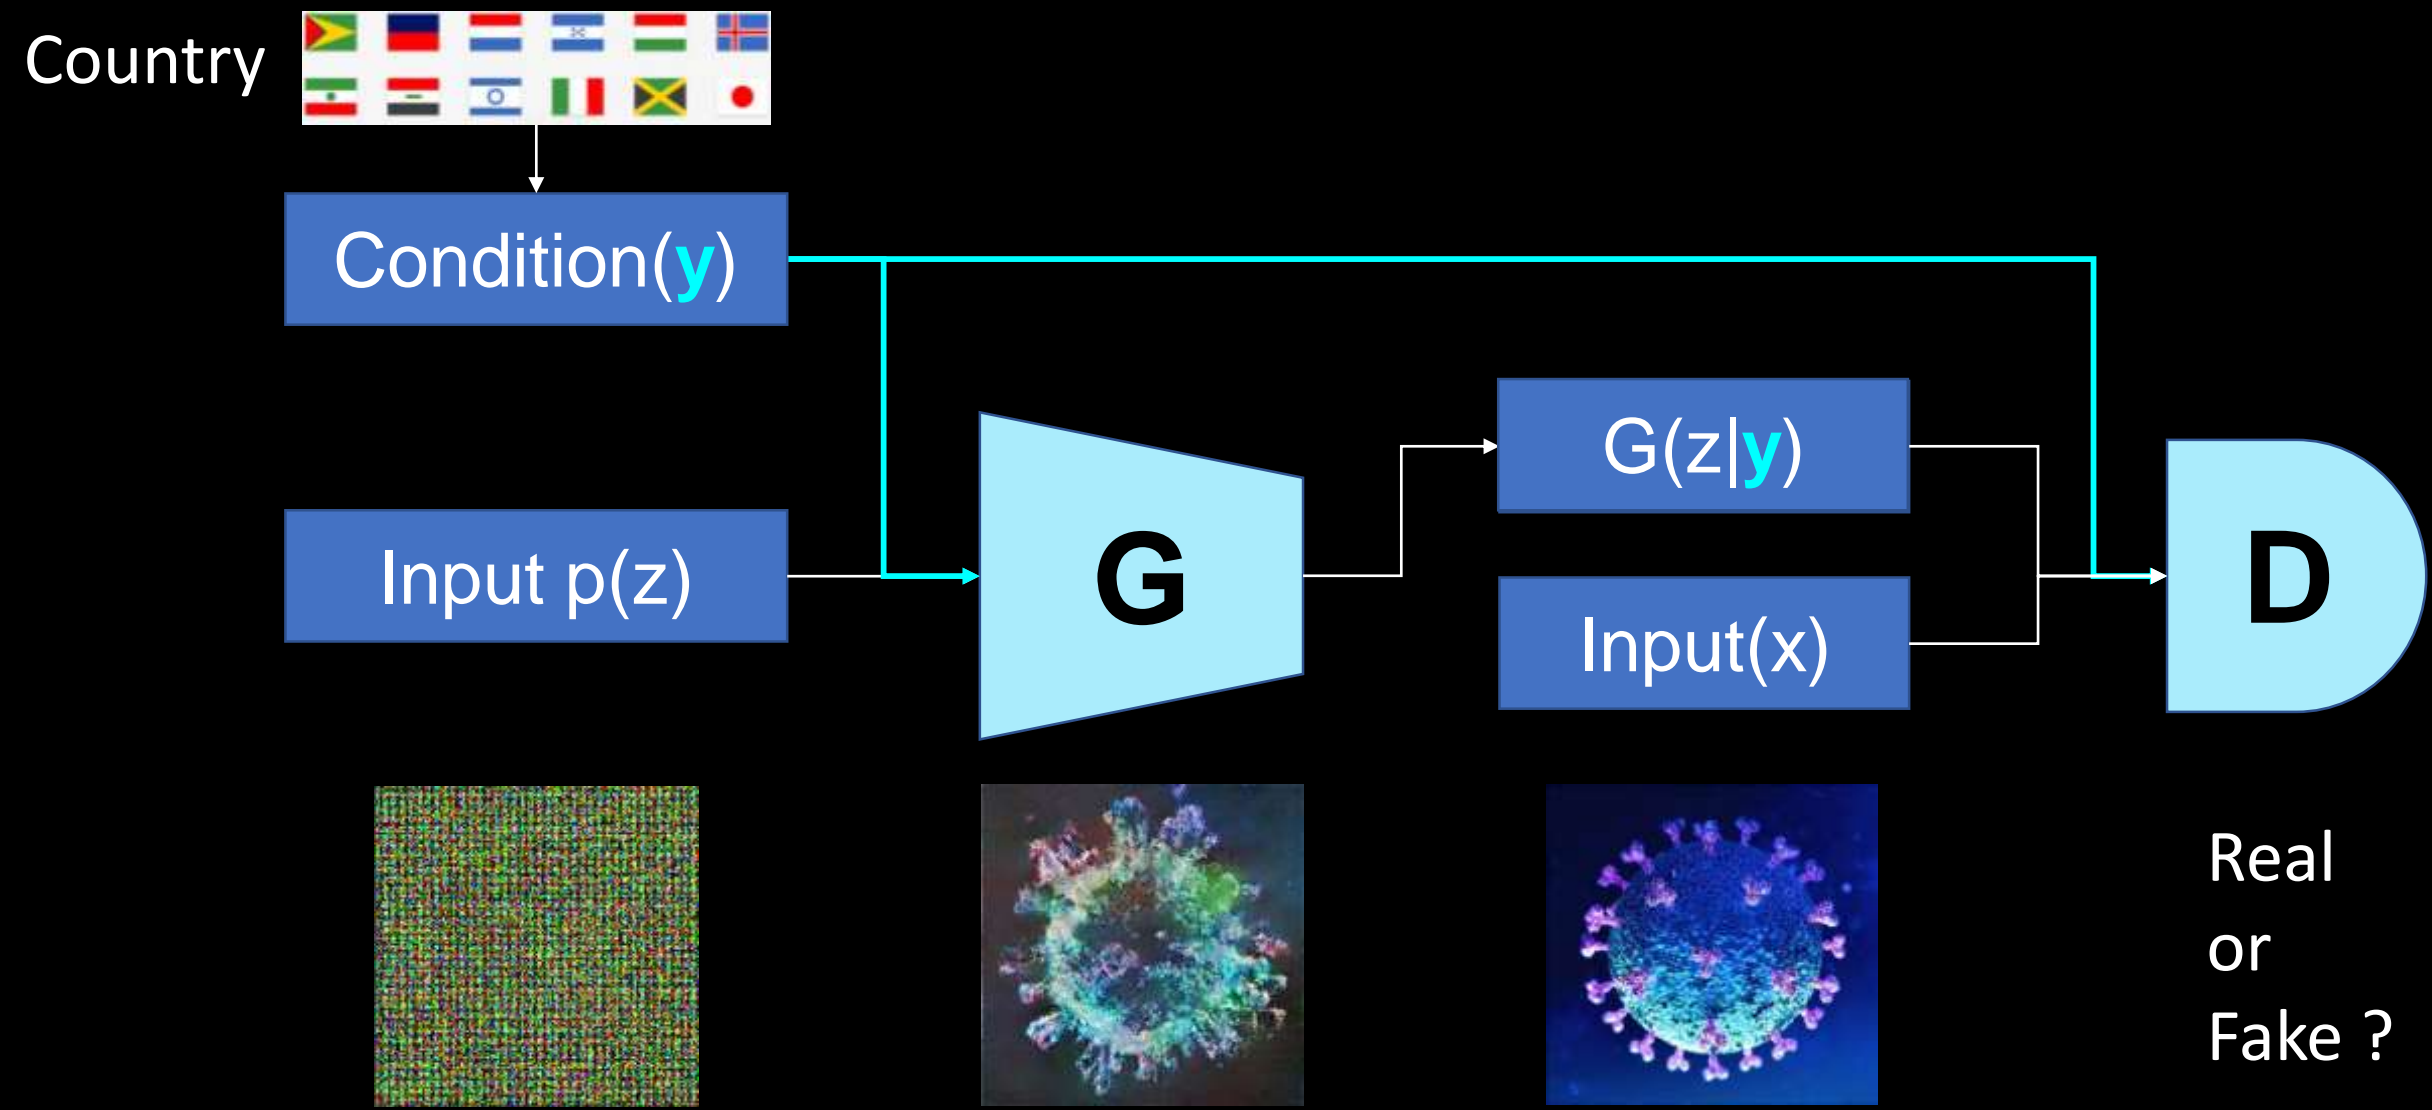 Country
Condition(y)
G(z|y)
Input p(z)
G
Input(x)
D
Real
or
Fake ?